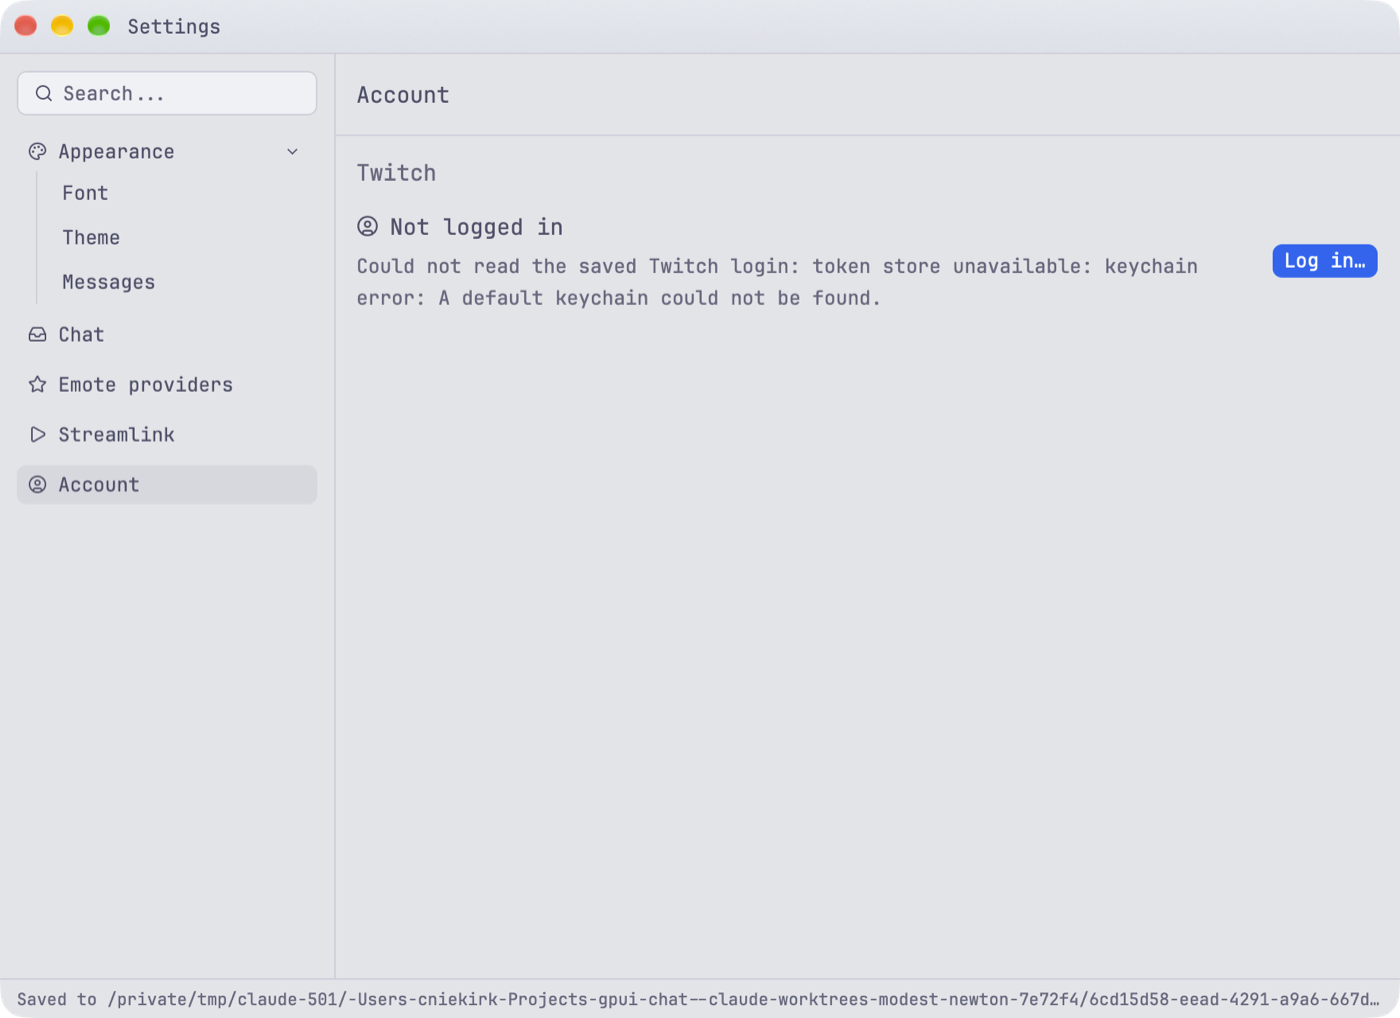 Settings
Search...
Appearance
Font
Theme
Messages
Chat
Emote providers
Streamlink
Account
Account
Twitch
Not logged in
Could not read the saved Twitch login: token store unavailable: keychain
error: A default keychain could not be found.
Log in…
Saved to /private/tmp/claude-501/-Users-cniekirk-Projects-gpui-chat--claude-worktrees-modest-newton-7e72f4/6cd15d58-eead-4291-a9a6-667d…